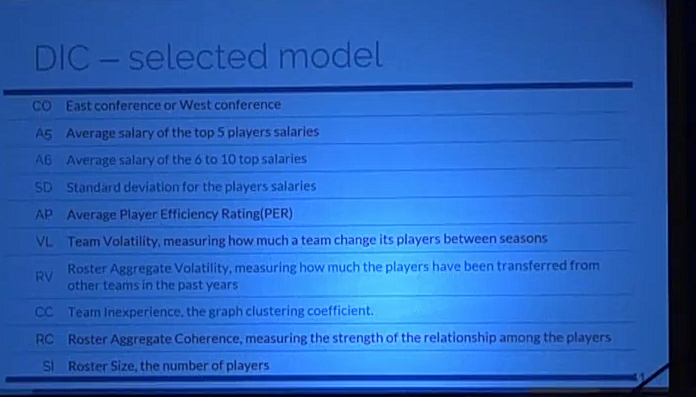 DIC – selected model
CO East conference or West conference
A5 Average salary of the top 5 players salaries
A6 Average salary of the 6 to 10 top salaries
SD Standard deviation for the players salaries
AP Average Player Efficiency Rating(PER)
VL Team Volatility, measuring how much a team change its players between seasons
RV Roster Aggregate Volatility, measuring how much the players have been transferred from
other teams in the past years
CC Team Inexperience, the graph clustering coefficient.
RC Roster Aggregate Coherence, measuring the strength of the relationship among the players
SI Roster Size, the number of players